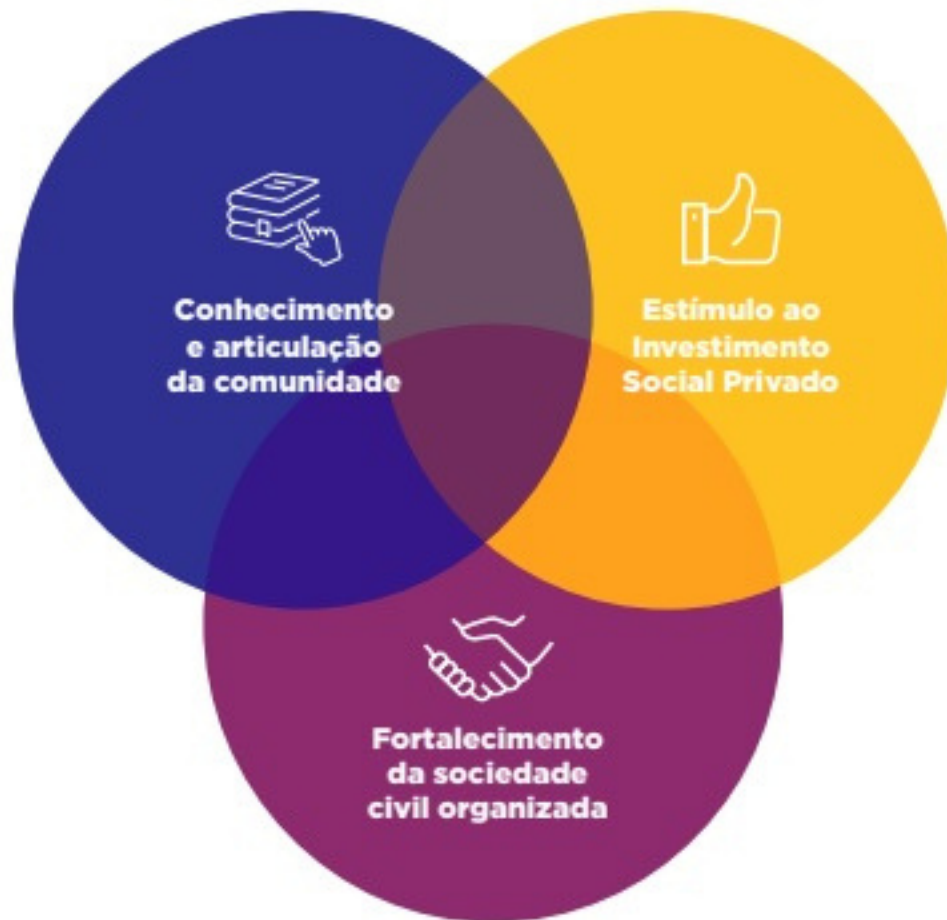 Conhecimento
e articulação
da comunidade
Estímulo ao
Investimento
Social Privado
Fortalecimento
da sociedade
civil organizada